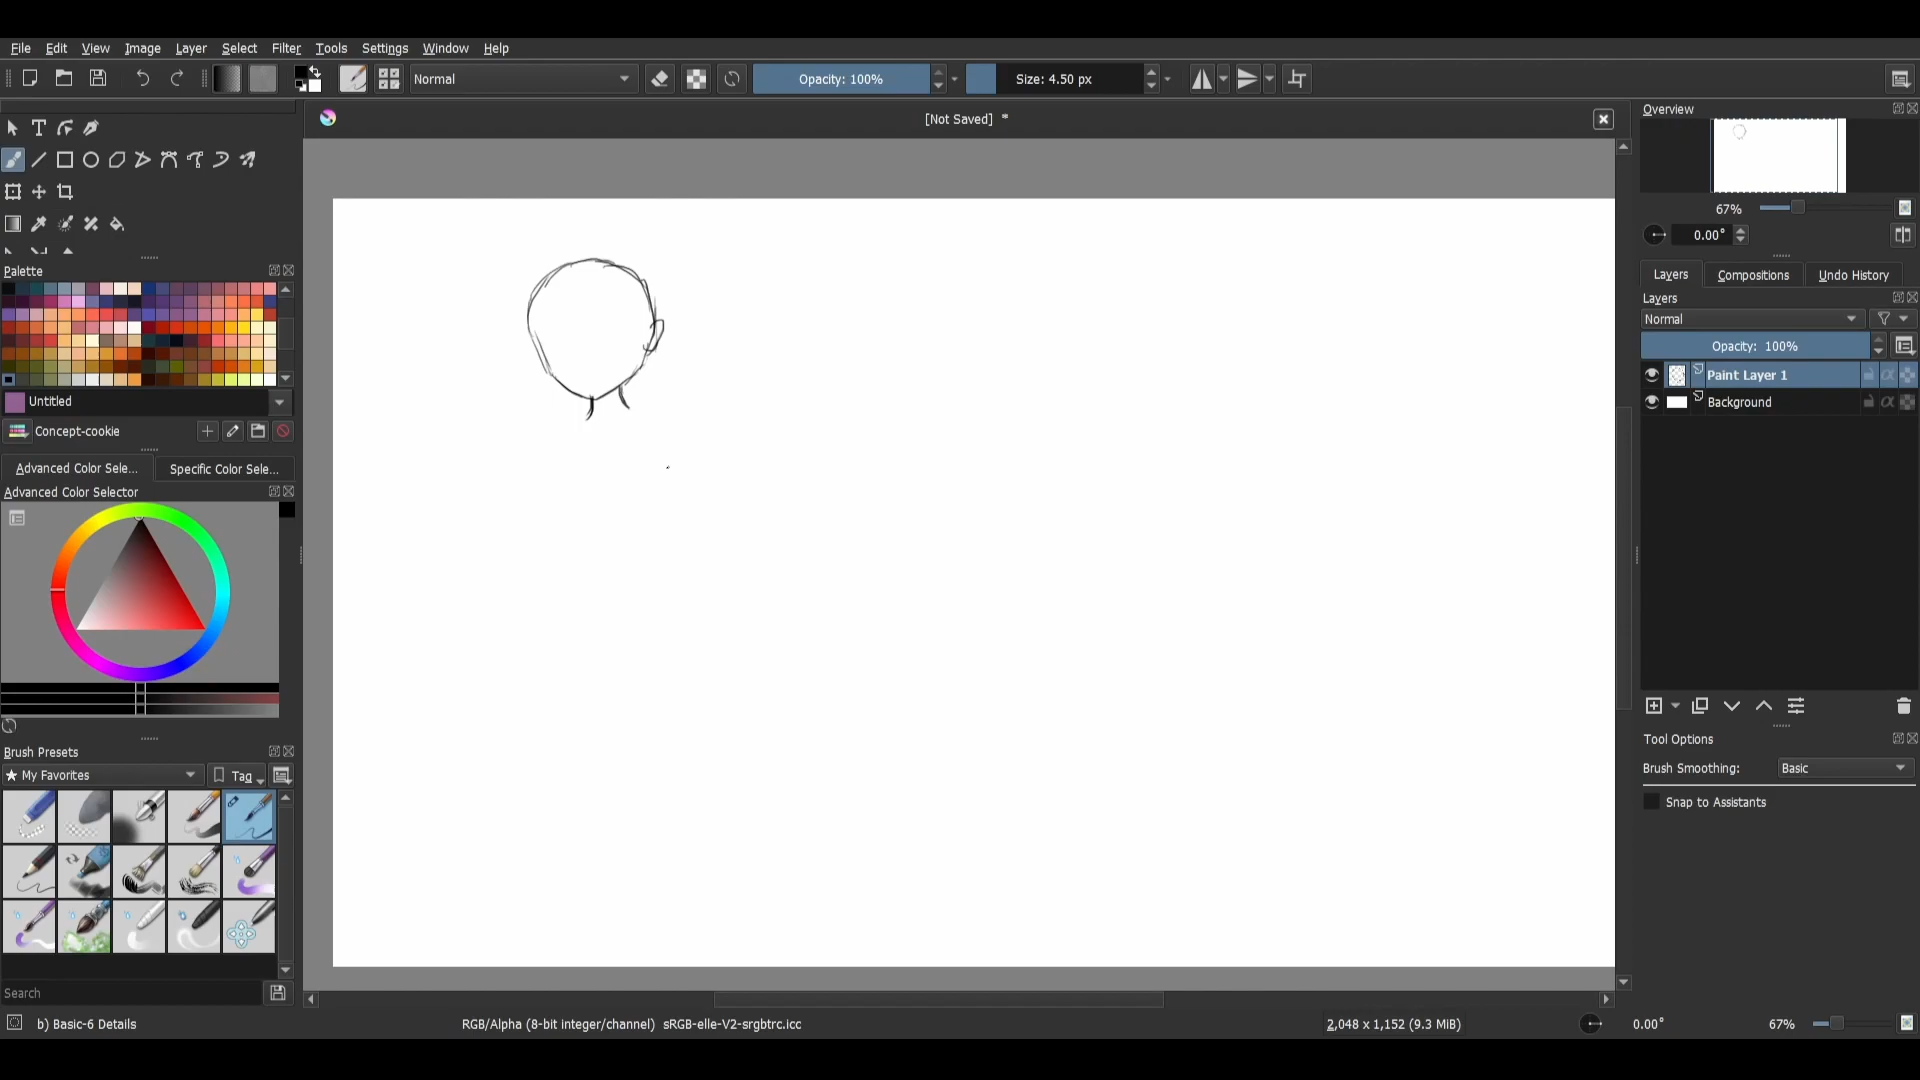 File Edit View Image Layer Select Filter Tools Settings Window Help
Normal
Opacity: 100%
Size: 4.50 px
[Not Saved] *
Overview
67%
0.00°
Palette
Untitled
Concept-cookie
Advanced Color Sele... Specific Color Sele...
Advanced Color Selector
Brush Presets
★ My Favorites
Tag
Search
b) Basic-6 Details
RGB/Alpha (8-bit integer/channel) sRGB-elle-V2-srgbtrc.icc
2,048 x 1,152 (9.3 MiB)
0.00°
67%
Layers Compositions Undo History
Layers
Normal
Opacity: 100%
Paint Layer 1
Background
Tool Options
Brush Smoothing: Basic
Snap to Assistants